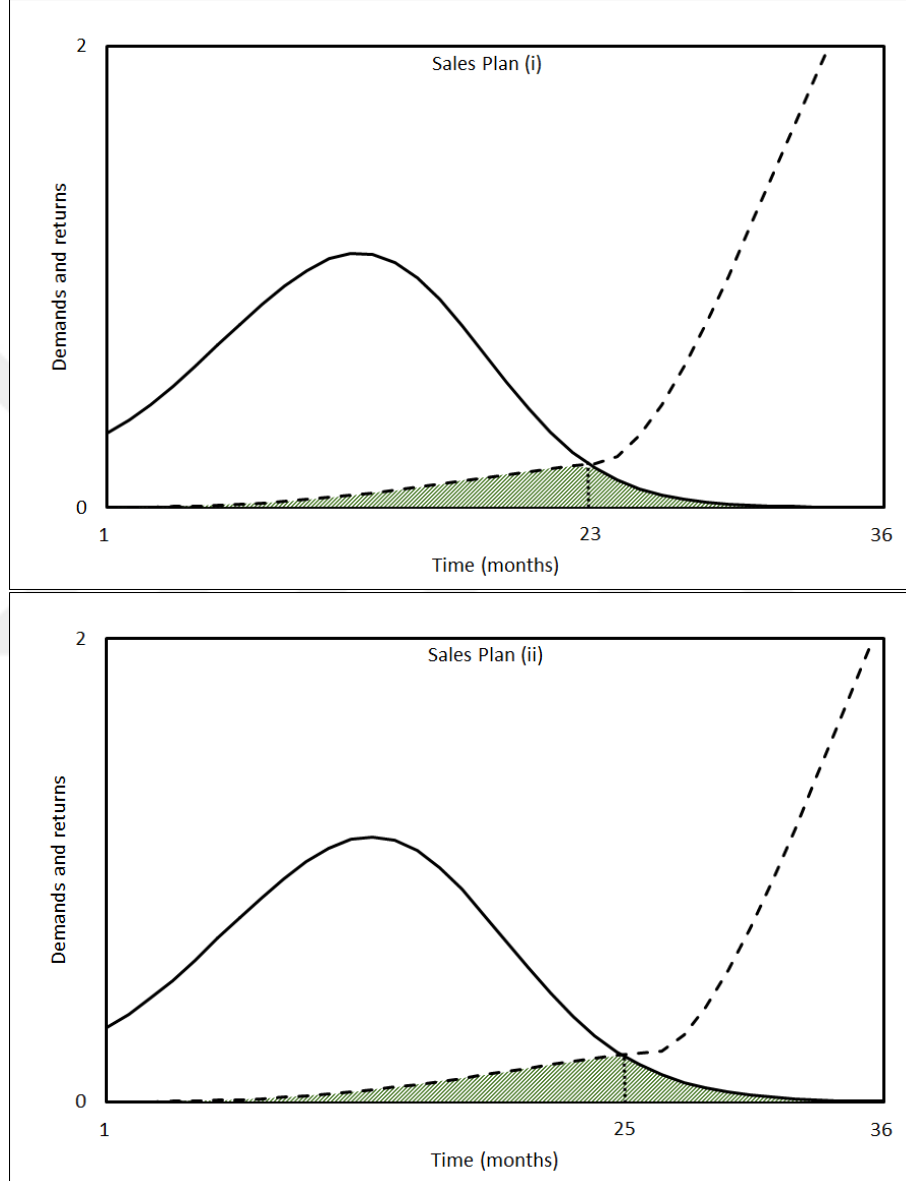 2
Sales Plan (i)
Demands and returns
0
1
23
36
Time (months)
2
Sales Plan (ii)
Demands and returns
0
1
25
36
Time (months)